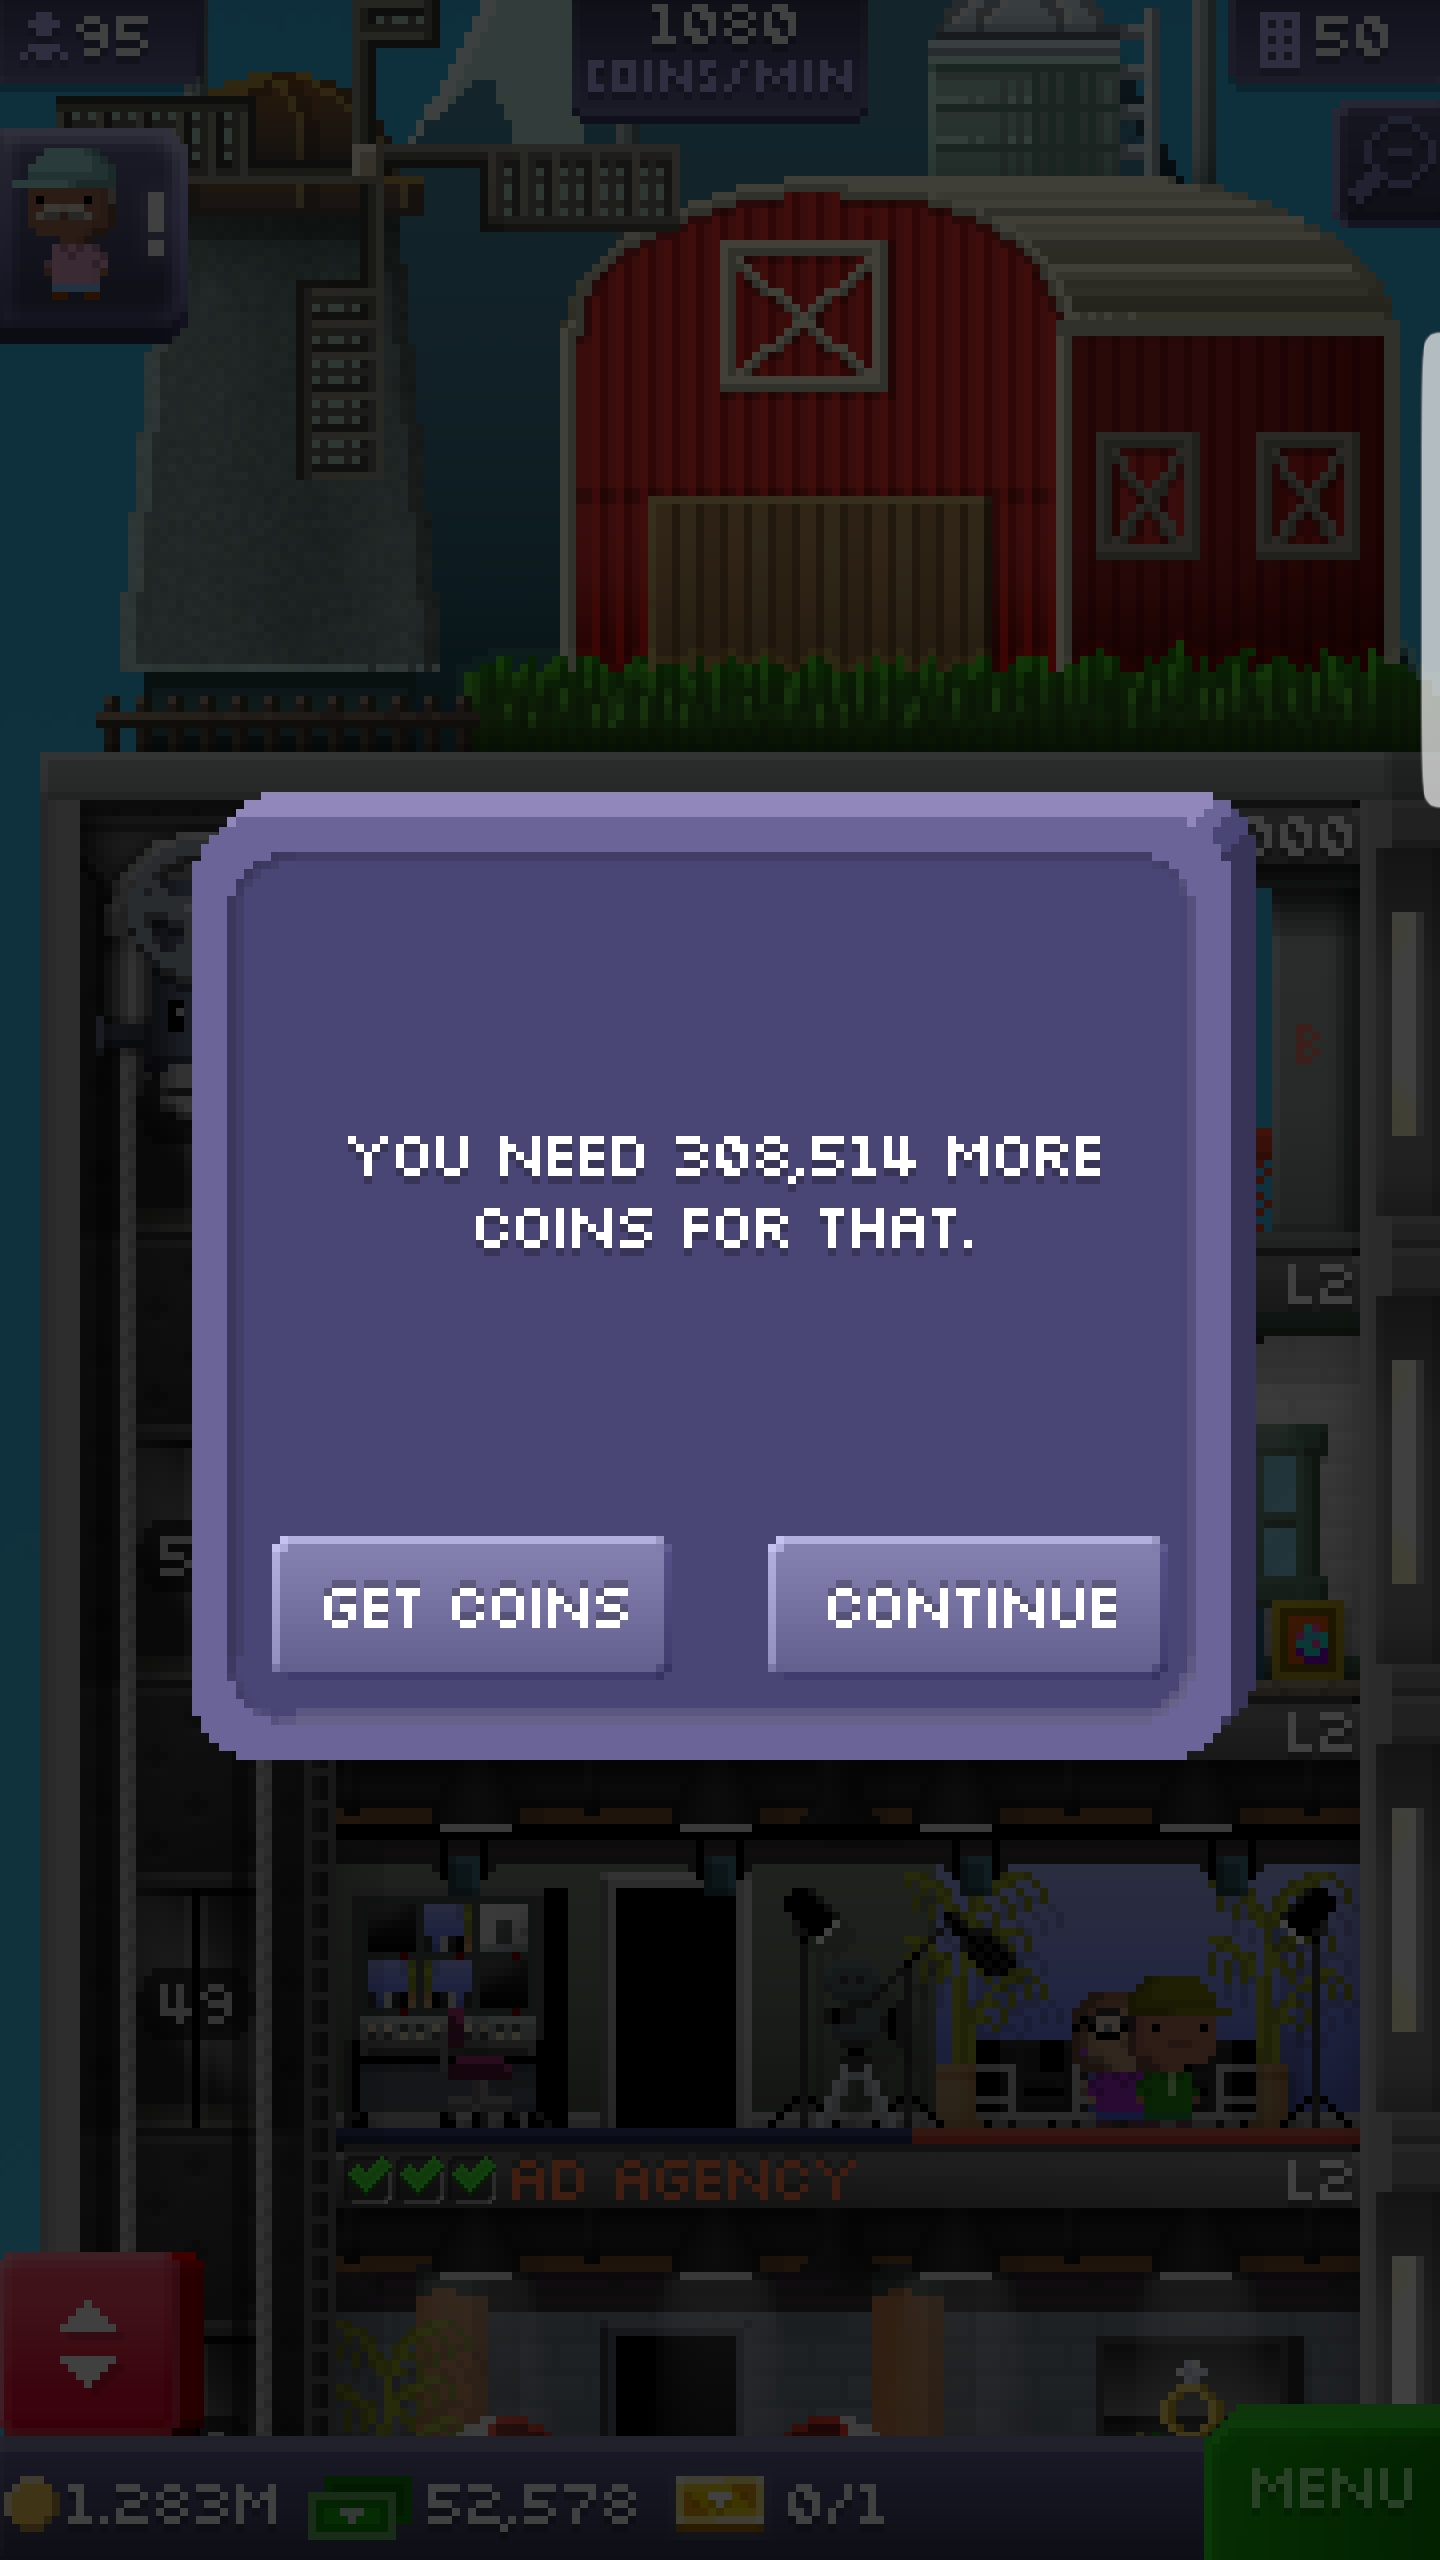 95
1080
COINS/MIN
50
000
B
YOU NEED 308,514 MORE
COINS FOR THAT.
L2
5
GET COINS
CONTINUE
L2
49
AD AGENCY
L2
1.283M
52,578
0/1
MENU